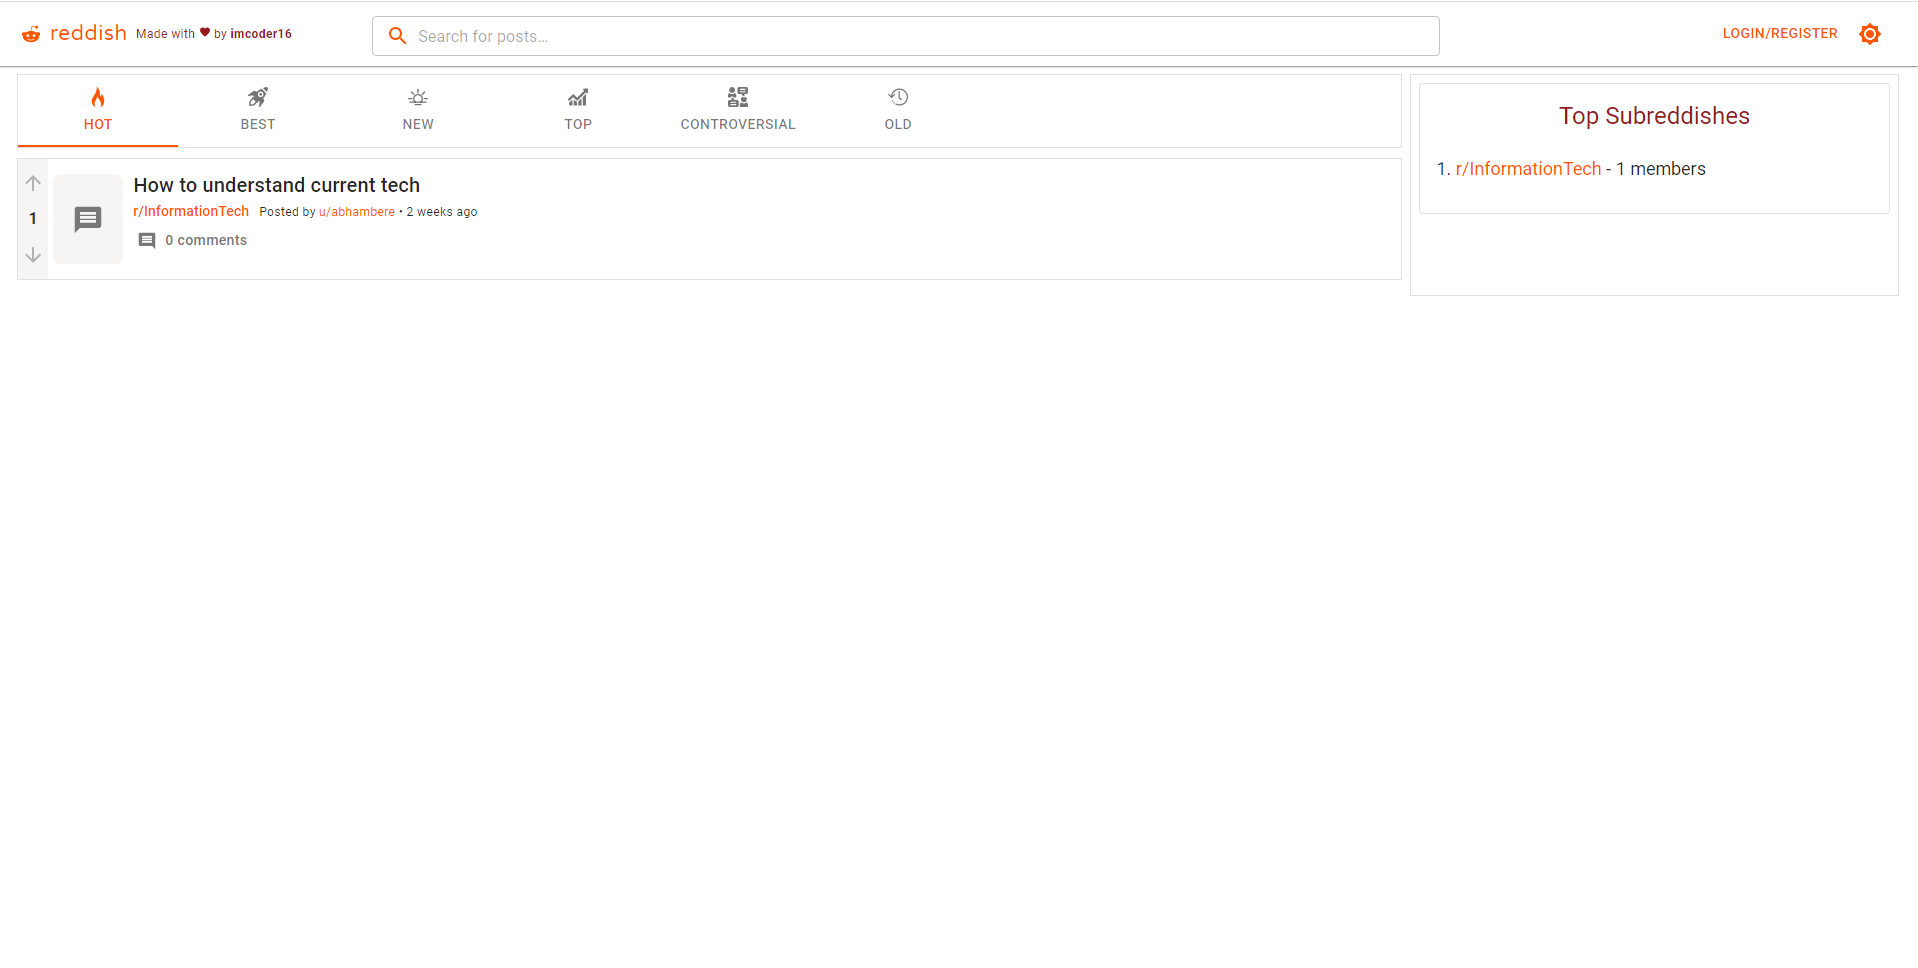 reddish Made with by imcoder16
Search for posts…
LOGIN/REGISTER
HOT BEST NEW TOP CONTROVERSIAL OLD
1
How to understand current tech
r/InformationTech Posted by u/abhambere • 2 weeks ago
0 comments
Top Subreddishes
1. r/InformationTech - 1 members